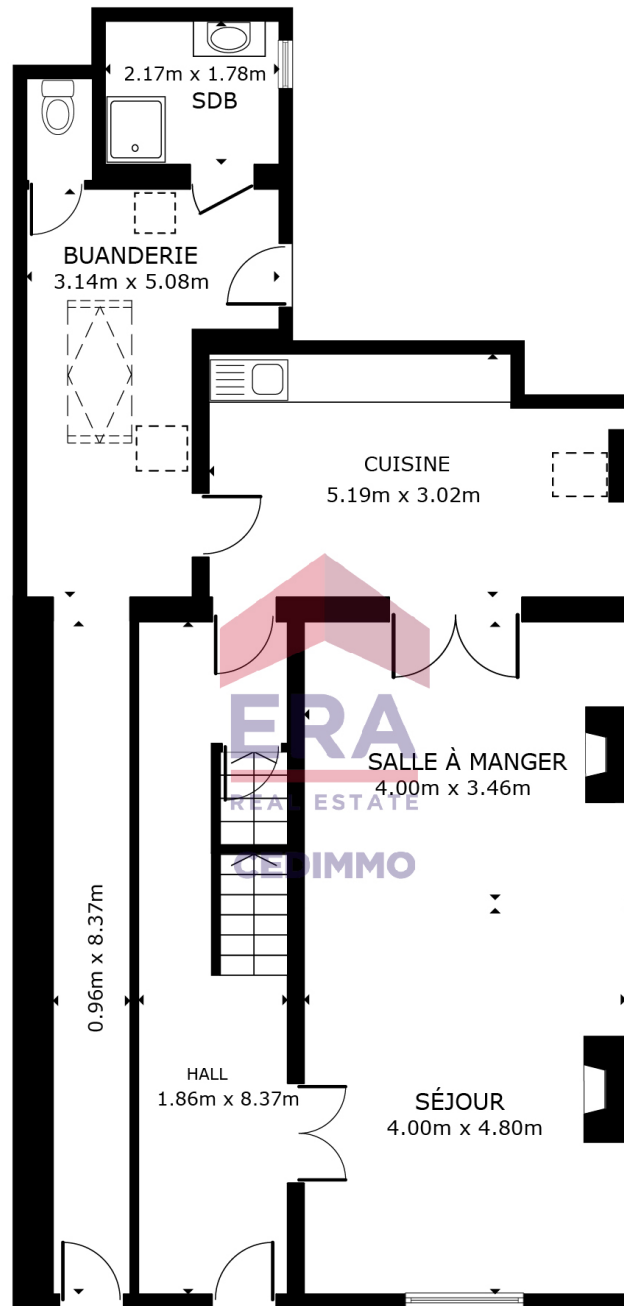 2.17m x 1.78m
SDB
BUANDERIE
3.14m x 5.08m
CUISINE
5.19m x 3.02m
ERA
REAL ESTATE
CEDIMMO
SALLE À MANGER
4.00m x 3.46m
0.96m x 8.37m
HALL
1.86m x 8.37m
SÉJOUR
4.00m x 4.80m